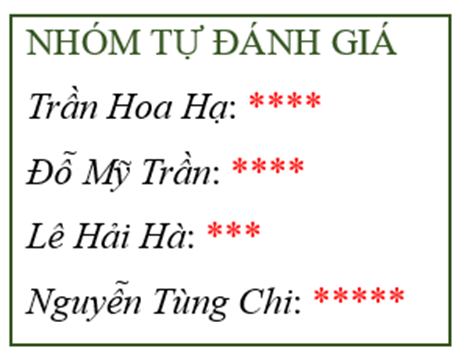 NHÓM TỰ ĐÁNH GIÁ
Trần Hoa Hạ: ****
Đỗ Mỹ Trần: ****
Lê Hải Hà: ***
Nguyễn Tùng Chi: *****